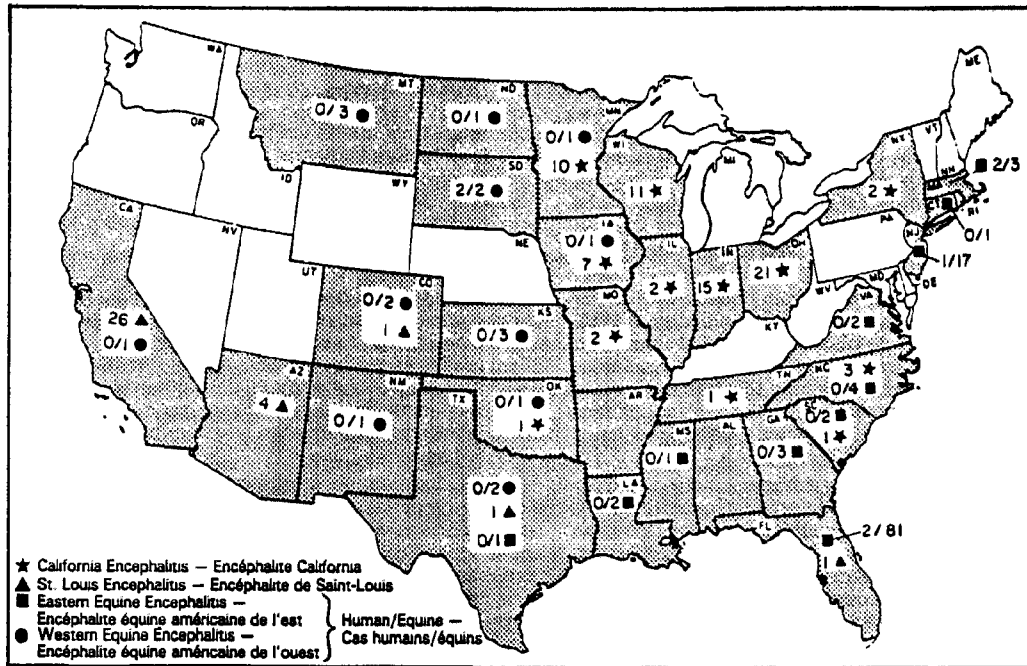 WA
MT
ND
MN
ME
OR
ID
SD
WI
MI
NY
VT
NH
MA
CT
RI
WY
CA
NV
UT
CO
NE
IA
IL
IN
OH
PA
NJ
MD
DE
WV
VA
KY
KS
MO
AZ
NM
OK
TX
AR
TN
NC
SC
MS
AL
GA
LA
FL
0/3 ●
0/1 ●
0/1 ●
10 ★
2/2 ●
11 ★
2 ★
■ 2/3
■ 0/1
■ 1/17
0/1 ●
7 ★
2 ★
15 ★
21 ★
26 ▲
0/1 ●
0/2 ●
1 ▲
0/3 ●
2 ★
0/2 ■
3 ★
0/4 ■
4 ▲
0/1 ●
0/1 ●
1 ★
1 ★
0/2 ■
1 ★
0/1 ■
0/3 ■
0/2 ●
1 ▲
0/1 ■
0/2 ■
■ 2/81
1 ▲
★ California Encephalitis – Encéphalite California
▲ St. Louis Encephalitis – Encéphalite de Saint-Louis
■ Eastern Equine Encephalitis –
Encéphalite équine américaine de l'est
● Western Equine Encephalitis –
Encéphalite équine américaine de l'ouest
Human/Equine –
Cas humains/équins